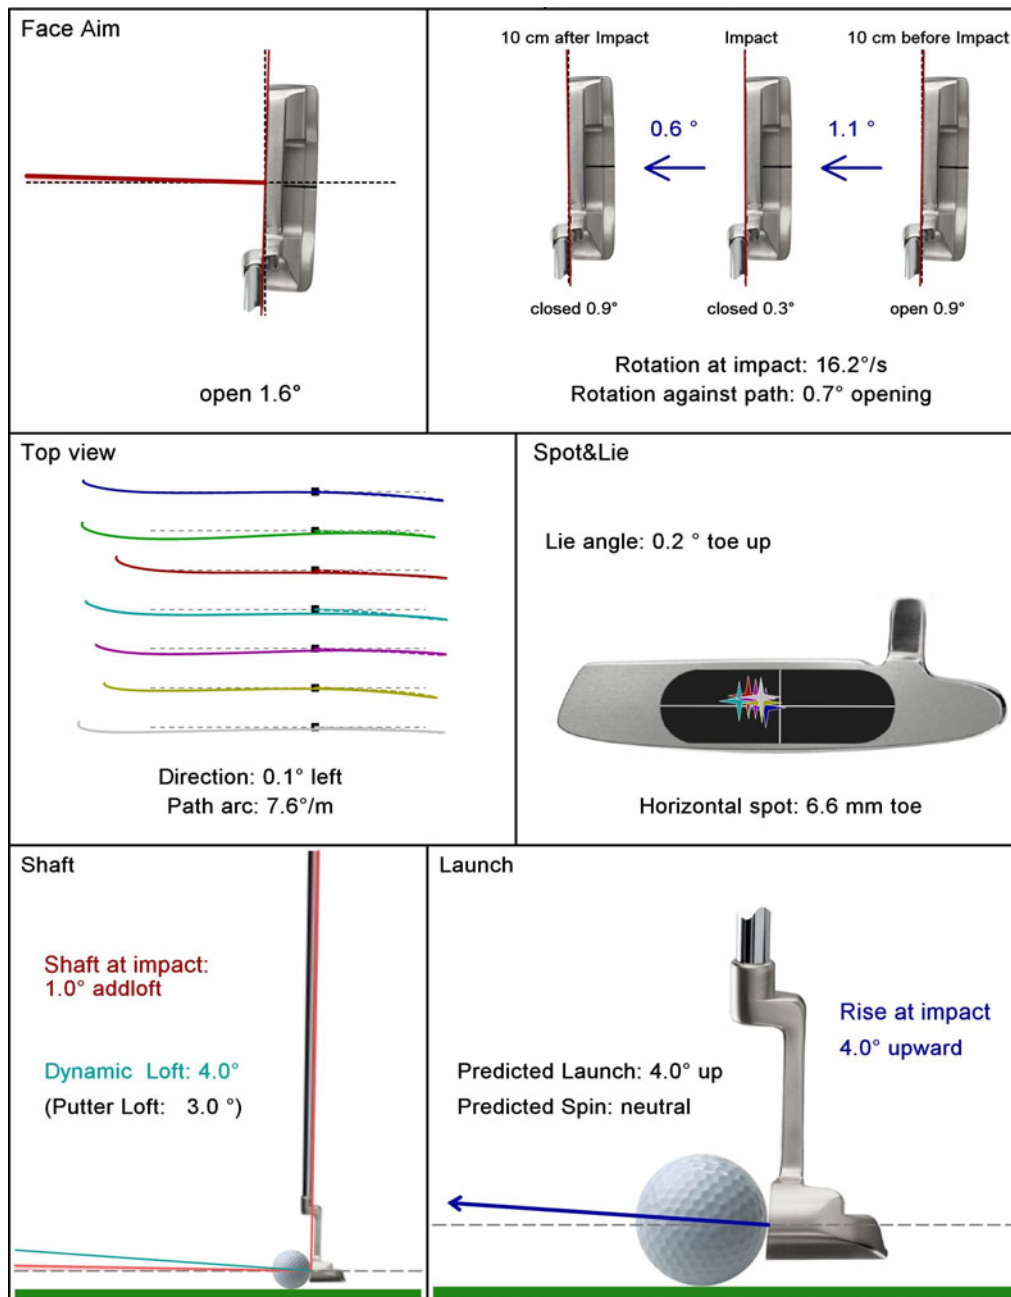 Face Aim
open 1.6°
10 cm after Impact
Impact
10 cm before Impact
0.6 °
1.1 °
closed 0.9°
closed 0.3°
open 0.9°
Rotation at impact: 16.2°/s
Rotation against path: 0.7° opening
Top view
Direction: 0.1° left
Path arc: 7.6°/m
Spot&Lie
Lie angle: 0.2 ° toe up
Horizontal spot: 6.6 mm toe
Shaft
Shaft at impact:
1.0° addloft
Dynamic Loft: 4.0°
(Putter Loft: 3.0 °)
Launch
Rise at impact
4.0° upward
Predicted Launch: 4.0° up
Predicted Spin: neutral